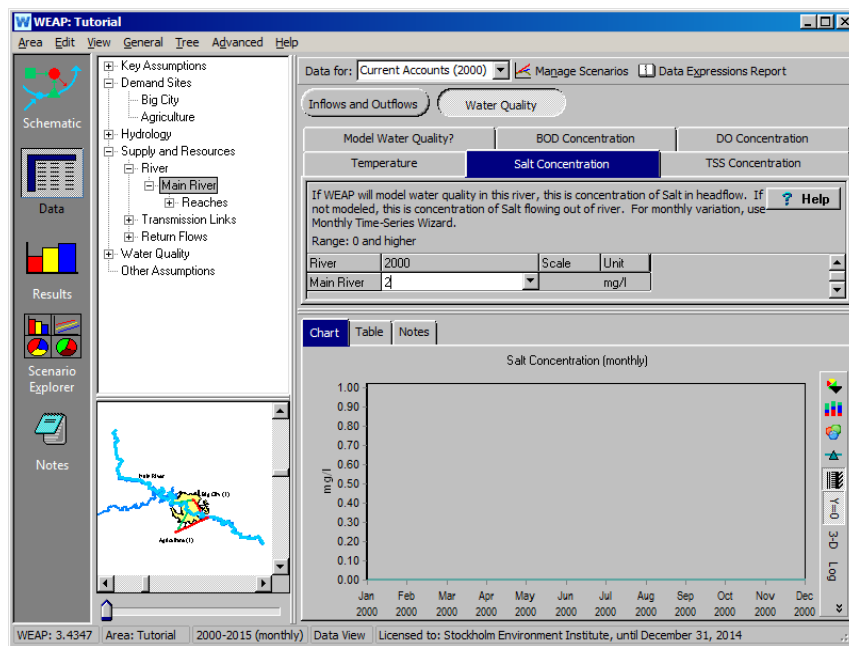 WEAP: Tutorial
Area Edit View General Tree Advanced Help
Schematic
Data
Results
Scenario
Explorer
Notes
Key Assumptions
Demand Sites
Big City
Agriculture
Hydrology
Supply and Resources
River
Main River
Reaches
Transmission Links
Return Flows
Water Quality
Other Assumptions
Main River
Big City (1)
Agriculture (1)
Data for: Current Accounts (2000) Manage Scenarios Data Expressions Report
Inflows and Outflows Water Quality
Model Water Quality? BOD Concentration DO Concentration
Temperature Salt Concentration TSS Concentration
If WEAP will model water quality in this river, this is concentration of Salt in headflow. If
not modeled, this is concentration of Salt flowing out of river. For monthly variation, use
Monthly Time-Series Wizard.
? Help
Range: 0 and higher
River 2000 Scale Unit
Main River 2 mg/l
Chart Table Notes
Salt Concentration (monthly)
1.00
0.90
0.80
0.70
0.60
0.50
0.40
0.30
0.20
0.10
0.00
mg/l
Jan Feb Mar Apr May Jun Jul Aug Sep Oct Nov Dec
2000 2000 2000 2000 2000 2000 2000 2000 2000 2000 2000 2000
Y=0
3-D
Log
WEAP: 3.4347 Area: Tutorial 2000-2015 (monthly) Data View Licensed to: Stockholm Environment Institute, until December 31, 2014